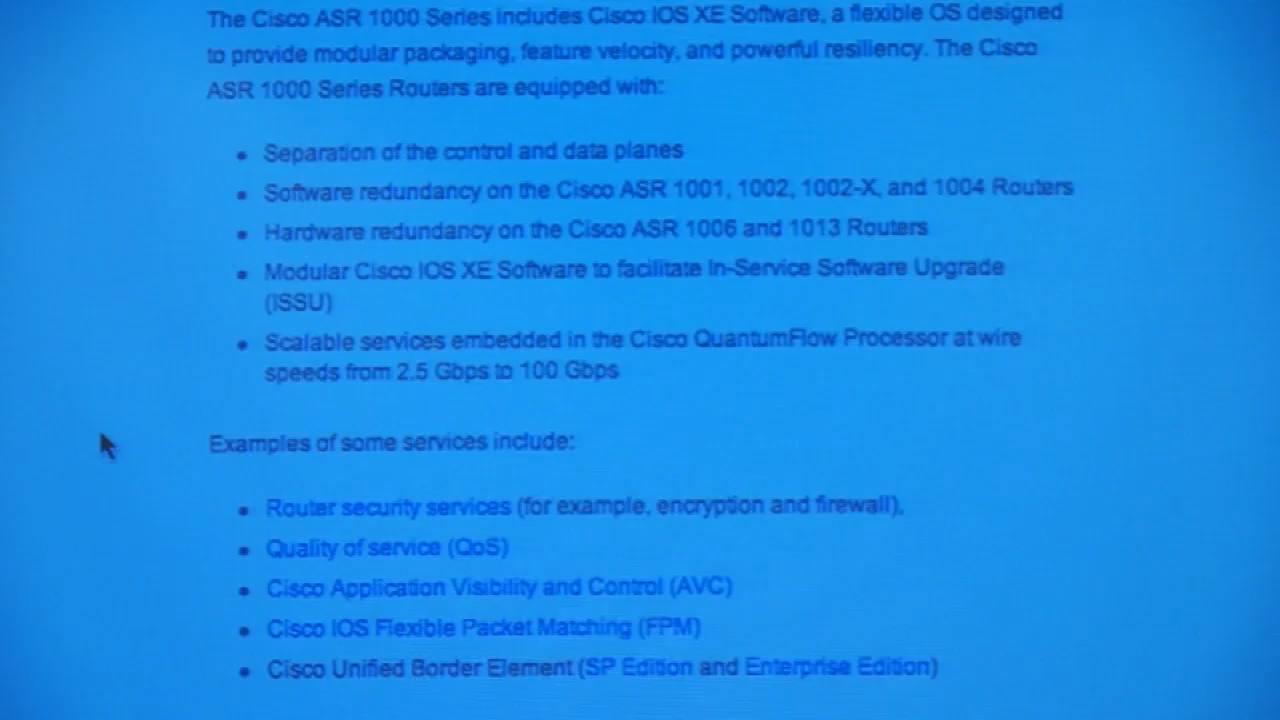 The Cisco ASR 1000 Series includes Cisco IOS XE Software, a flexible OS designed
to provide modular packaging, feature velocity, and powerful resiliency. The Cisco
ASR 1000 Series Routers are equipped with:
Separation of the control and data planes
Software redundancy on the Cisco ASR 1001, 1002, 1002-X, and 1004 Routers
Hardware redundancy on the Cisco ASR 1006 and 1013 Routers
Modular Cisco IOS XE Software to facilitate In-Service Software Upgrade
(ISSU)
Scalable services embedded in the Cisco QuantumFlow Processor at wire
speeds from 2.5 Gbps to 100 Gbps
Examples of some services include:
Router security services (for example, encryption and firewall),
Quality of service (QoS)
Cisco Application Visibility and Control (AVC)
Cisco IOS Flexible Packet Matching (FPM)
Cisco Unified Border Element (SP Edition and Enterprise Edition)